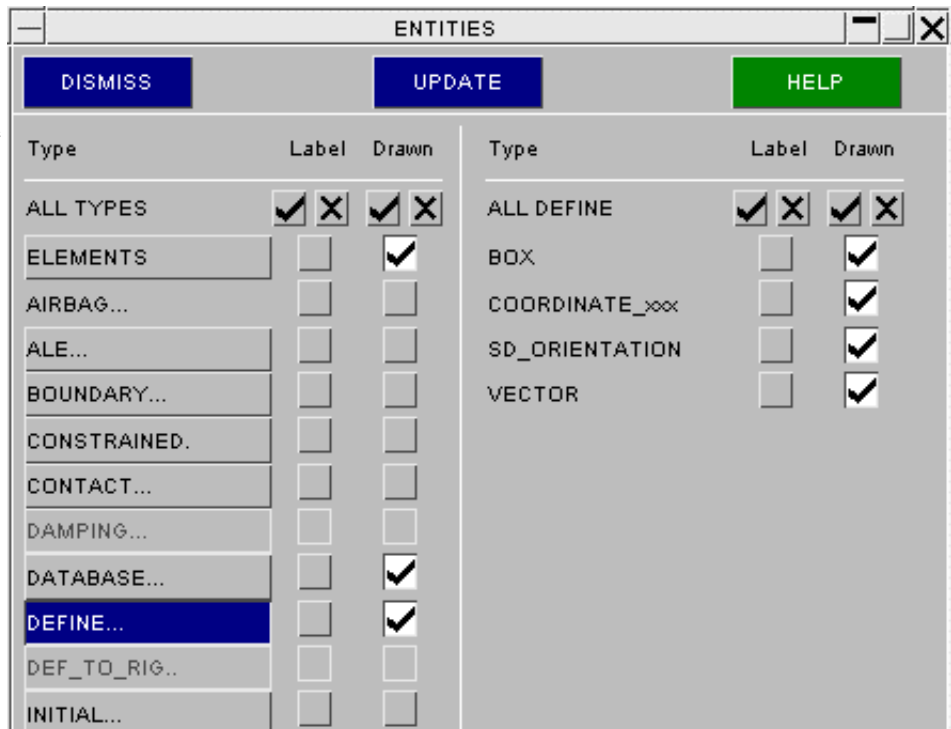 ENTITIES
DISMISS UPDATE HELP
Type Label Drawn
ALL TYPES
ELEMENTS
AIRBAG...
ALE...
BOUNDARY...
CONSTRAINED.
CONTACT...
DAMPING...
DATABASE...
DEFINE...
DEF_TO_RIG..
INITIAL...
Type Label Drawn
ALL DEFINE
BOX
COORDINATE_xxx
SD_ORIENTATION
VECTOR